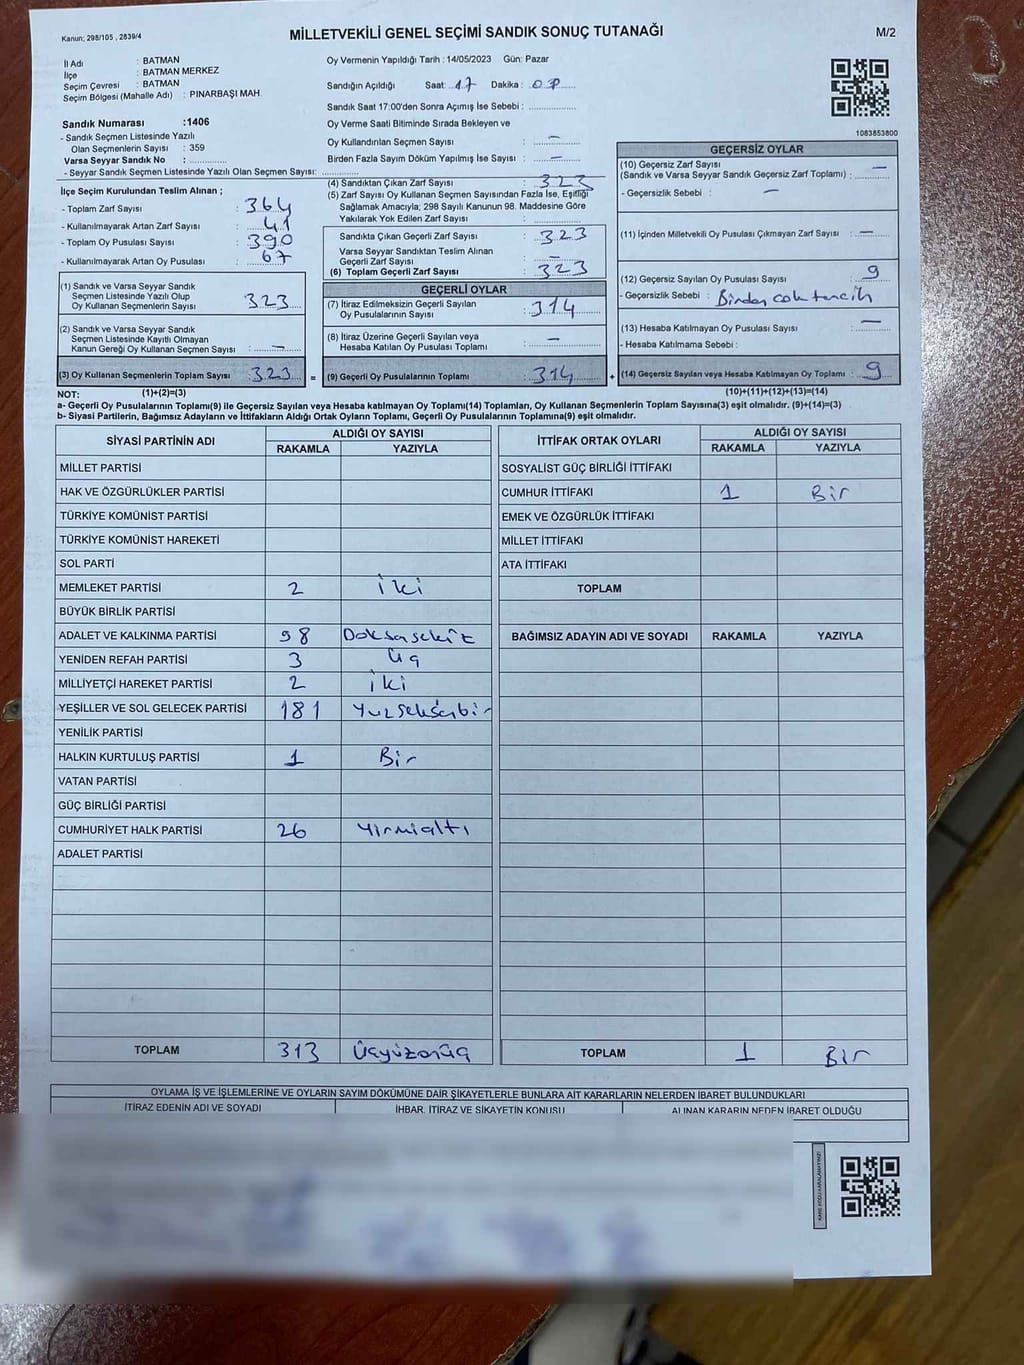 Kanun; 298/105 , 2839/4
MİLLETVEKİLİ GENEL SEÇİMİ SANDIK SONUÇ TUTANAĞI
M/2
İl Adı : BATMAN
İlçe : BATMAN MERKEZ
Seçim Çevresi : BATMAN
Seçim Bölgesi (Mahalle Adı) : PINARBAŞI MAH.
Oy Vermenin Yapıldığı Tarih : 14/05/2023 Gün: Pazar
Sandığın Açıldığı Saat: 17 Dakika :
Sandık Saat 17:00'den Sonra Açımış İse Sebebi : ..............
Oy Verme Saati Bitiminde Sırada Bekleyen ve
Oy Kullandırılan Seçmen Sayısı : —
Birden Fazla Sayım Döküm Yapılmış İse Sayısı : —
1083853800
Sandık Numarası :1406
- Sandık Seçmen Listesinde Yazılı
Olan Seçmenlerin Sayısı : 359
Varsa Seyyar Sandık No : ..............
- Seyyar Sandık Seçmen Listesinde Yazılı Olan Seçmen Sayısı: ..............
İlçe Seçim Kurulundan Teslim Alınan ;
- Toplam Zarf Sayısı : 364
- Kullanılmayarak Artan Zarf Sayısı : 41
- Toplam Oy Pusulası Sayısı : 390
- Kullanılmayarak Artan Oy Pusulası : 67
(1) Sandık ve Varsa Seyyar Sandık
Seçmen Listesinde Yazılı Olup
Oy Kullanan Seçmenlerin Sayısı : 323
(2) Sandık ve Varsa Seyyar Sandık
Seçmen Listesinde Kayıtlı Olmayan
Kanun Gereği Oy Kullanan Seçmen Sayısı : —
(3) Oy Kullanan Seçmenlerin Toplam Sayısı : 323 =
(4) Sandıktan Çıkan Zarf Sayısı : 323
(5) Zarf Sayısı Oy Kullanan Seçmen Sayısından Fazla İse, Eşitliği
Sağlamak Amacıyla; 298 Sayılı Kanunun 98. Maddesine Göre
Yakılarak Yok Edilen Zarf Sayısı : ..............
Sandıkta Çıkan Geçerli Zarf Sayısı : 323
Varsa Seyyar Sandıktan Teslim Alınan
Geçerli Zarf Sayısı : —
(6) Toplam Geçerli Zarf Sayısı : 323
GEÇERLİ OYLAR
(7) İtiraz Edilmeksizin Geçerli Sayılan
Oy Pusulalarının Sayısı : 314
(8) İtiraz Üzerine Geçerli Sayılan veya
Hesaba Katılan Oy Pusulası Toplamı : —
(9) Geçerli Oy Pusulalarının Toplamı : 314 +
GEÇERSİZ OYLAR
(10) Geçersiz Zarf Sayısı
(Sandık ve Varsa Seyyar Sandık Geçersiz Zarf Toplamı) : —
- Geçersizlik Sebebi : —
(11) İçinden Milletvekili Oy Pusulası Çıkmayan Zarf Sayısı : —
(12) Geçersiz Sayılan Oy Pusulası Sayısı : 9
- Geçersizlik Sebebi : Birden cok tercih
(13) Hesaba Katılmayan Oy Pusulası Sayısı : —
- Hesaba Katılmama Sebebi :
(14) Geçersiz Sayılan veya Hesaba Katılmayan Oy Toplamı : 9
NOT: (1)+(2)=(3) (10)+(11)+(12)+(13)=(14)
a- Geçerli Oy Pusulalarının Toplamı(9) ile Geçersiz Sayılan veya Hesaba katılmayan Oy Toplamı(14) Toplamları, Oy Kullanan Seçmenlerin Toplam Sayısına(3) eşit olmalıdır. (9)+(14)=(3)
b- Siyasi Partilerin, Bağımsız Adayların ve İttifakların Aldığı Ortak Oyların Toplamı, Geçerli Oy Pusulalarının Toplamına(9) eşit olmalıdır.
SİYASİ PARTİNİN ADI ALDIĞI OY SAYISI
RAKAMLA YAZIYLA
MİLLET PARTİSİ
HAK VE ÖZGÜRLÜKLER PARTİSİ
TÜRKİYE KOMÜNİST PARTİSİ
TÜRKİYE KOMÜNİST HAREKETİ
SOL PARTİ
MEMLEKET PARTİSİ 2 İki
BÜYÜK BİRLİK PARTİSİ
ADALET VE KALKINMA PARTİSİ 98 Doksansekiz
YENİDEN REFAH PARTİSİ 3 Üç
MİLLİYETÇİ HAREKET PARTİSİ 2 İki
YEŞİLLER VE SOL GELECEK PARTİSİ 181 Yüzseksenbir
YENİLİK PARTİSİ
HALKIN KURTULUŞ PARTİSİ 1 Bir
VATAN PARTİSİ
GÜÇ BİRLİĞİ PARTİSİ
CUMHURİYET HALK PARTİSİ 26 Yirmialtı
ADALET PARTİSİ
TOPLAM 313 Üçyüzonüç
İTTİFAK ORTAK OYLARI ALDIĞI OY SAYISI
RAKAMLA YAZIYLA
SOSYALİST GÜÇ BİRLİĞİ İTTİFAKI
CUMHUR İTTİFAKI 1 Bir
EMEK VE ÖZGÜRLÜK İTTİFAKI
MİLLET İTTİFAKI
ATA İTTİFAKI
TOPLAM
BAĞIMSIZ ADAYIN ADI VE SOYADI RAKAMLA YAZIYLA
TOPLAM 1 Bir
OYLAMA İŞ VE İŞLEMLERİNE VE OYLARIN SAYIM DÖKÜMÜNE DAİR ŞİKAYETLERLE BUNLARA AİT KARARLARIN NELERDEN İBARET BULUNDUKLARI
İTİRAZ EDENİN ADI VE SOYADI İHBAR, İTİRAZ VE ŞİKAYETİN KONUSU ALINAN KARARIN NEDEN İBARET OLDUĞU